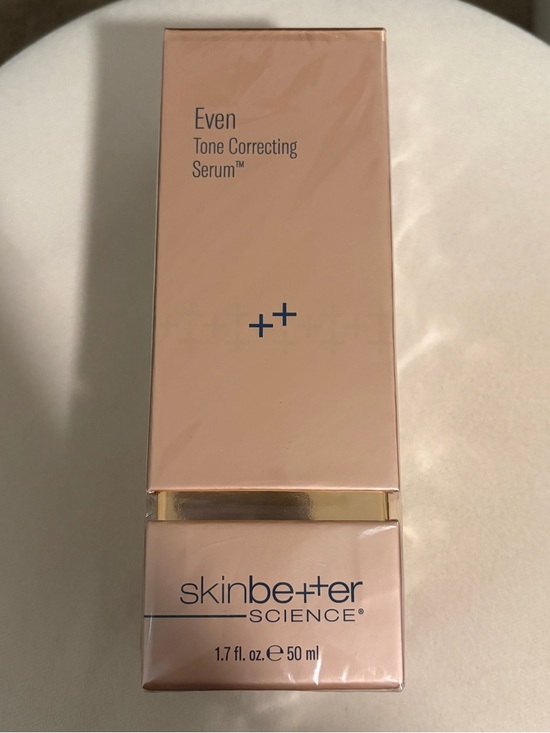 Even
Tone Correcting
Serum™
++
skinbe++er
SCIENCE®
1.7 fl. oz. ℮ 50 ml